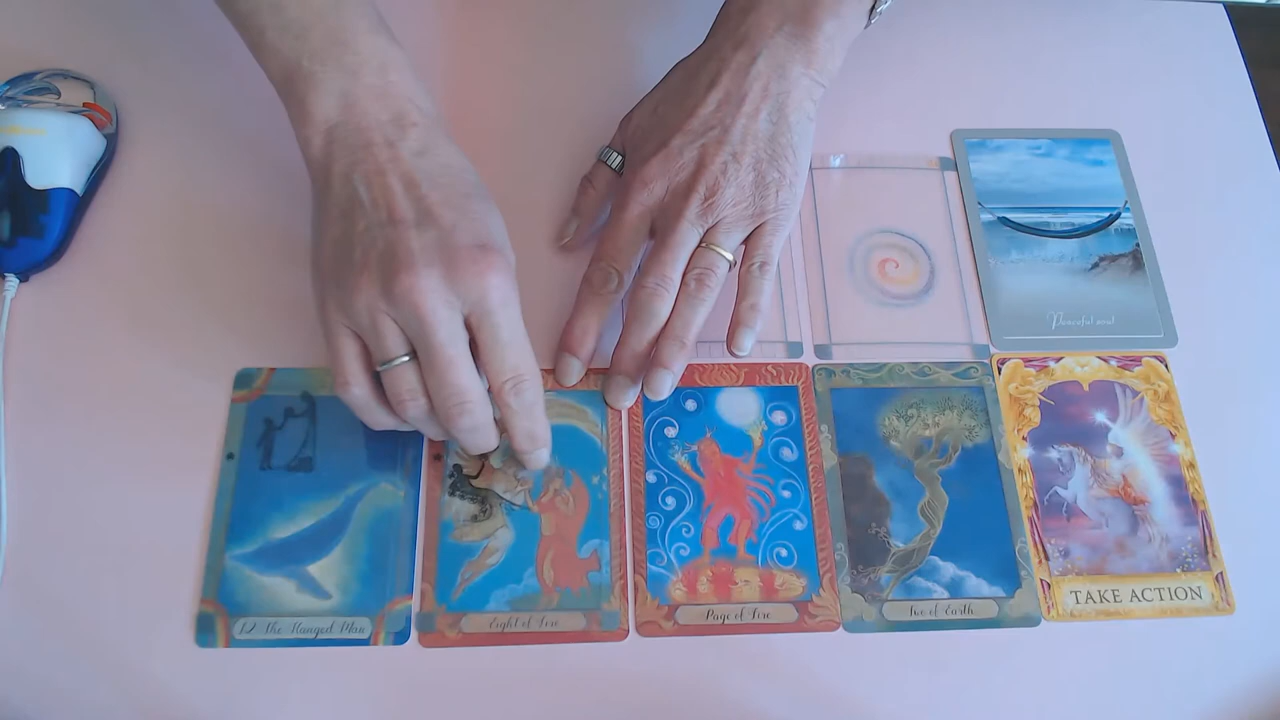 Peaceful soul
12 The Hanged Man
Eight of Fire
Page of Fire
Two of Earth
TAKE ACTION